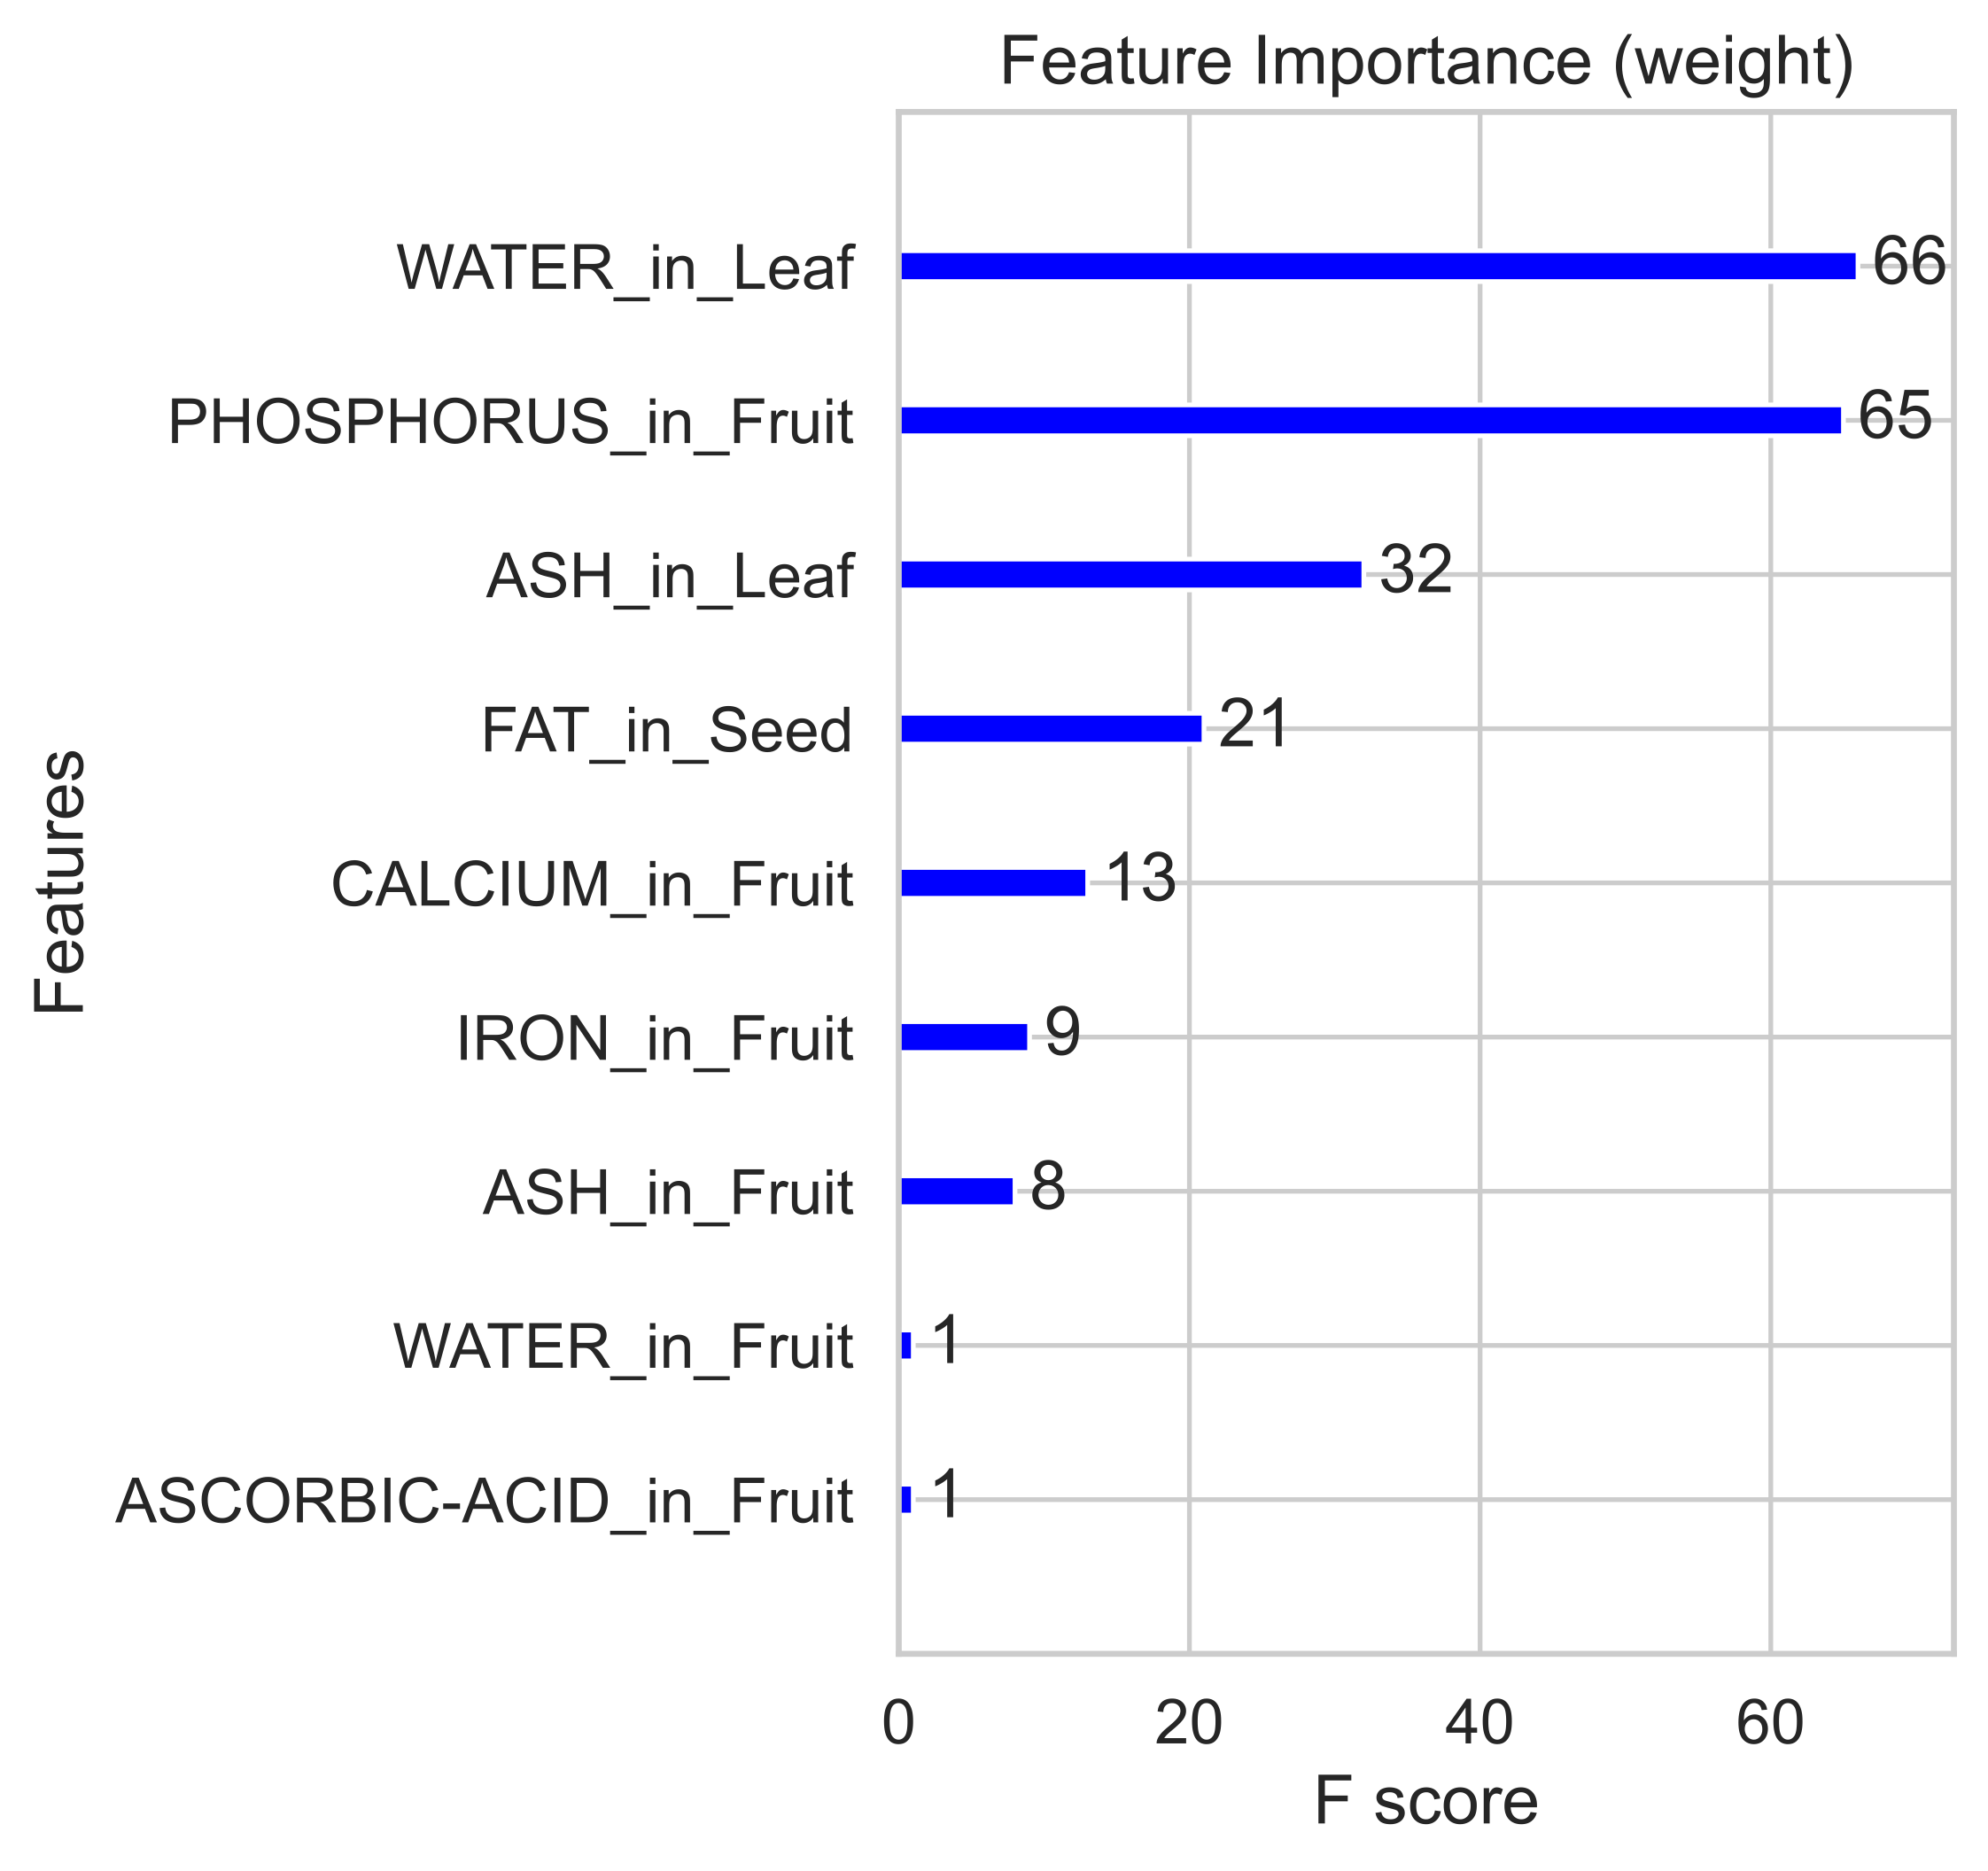 Feature Importance (weight)
WATER_in_Leaf 66
PHOSPHORUS_in_Fruit 65
ASH_in_Leaf 32
FAT_in_Seed 21
CALCIUM_in_Fruit 13
IRON_in_Fruit 9
ASH_in_Fruit 8
WATER_in_Fruit 1
ASCORBIC-ACID_in_Fruit 1
Features
0 20 40 60
F score